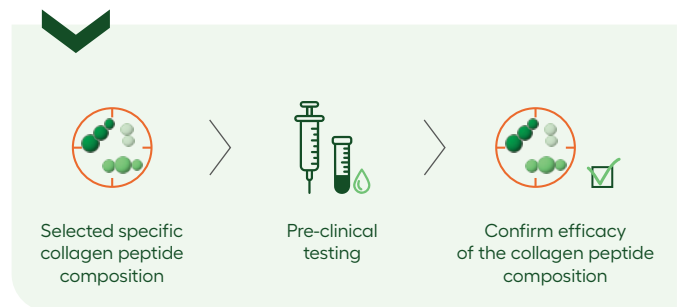 Selected specific
collagen peptide
composition
Pre-clinical
testing
Confirm efficacy
of the collagen peptide
composition